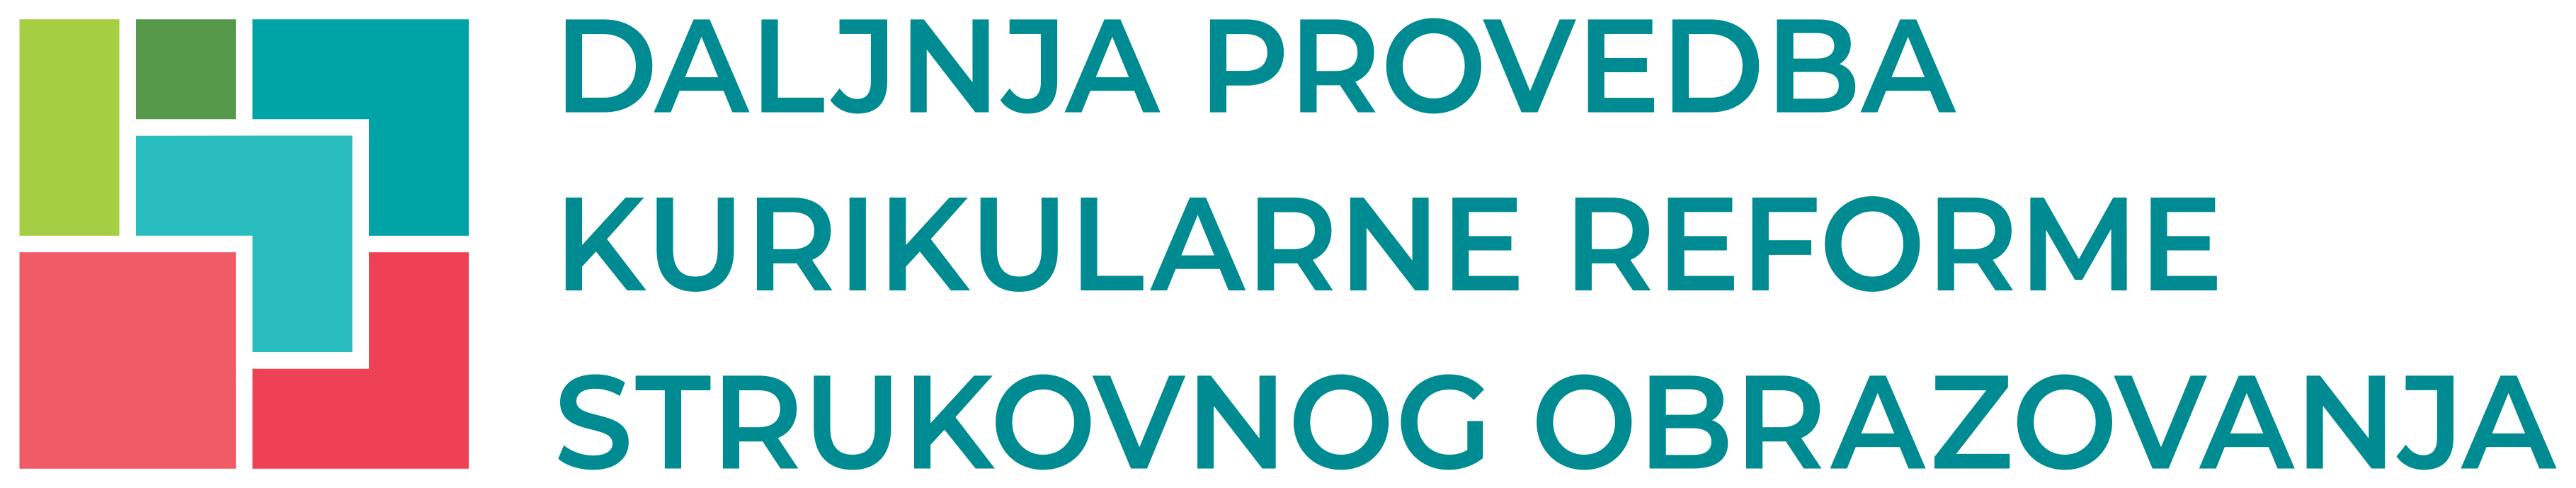 DALJNJA PROVEDBA
KURIKULARNE REFORME
STRUKOVNOG OBRAZOVANJA